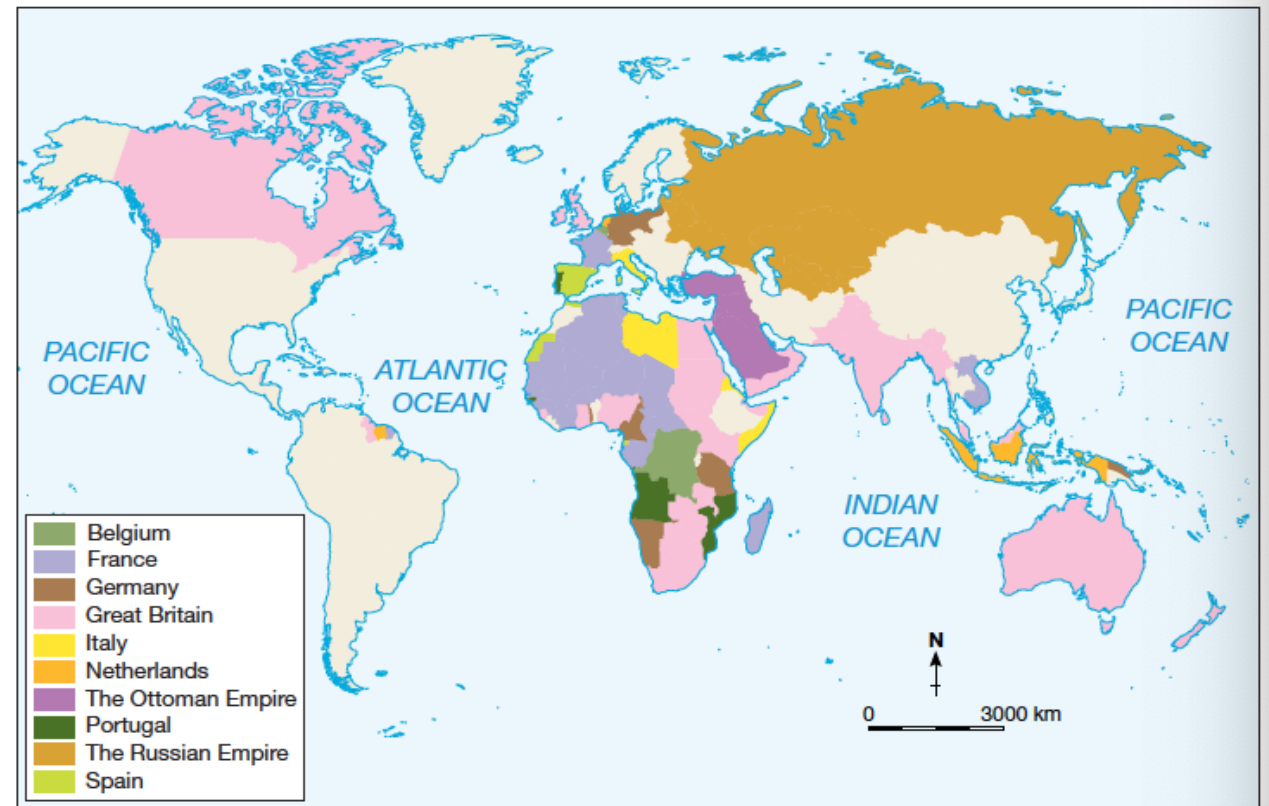 PACIFIC
OCEAN
ATLANTIC
OCEAN
PACIFIC
OCEAN
INDIAN
OCEAN
Belgium
France
Germany
Great Britain
Italy
Netherlands
The Ottoman Empire
Portugal
The Russian Empire
Spain
N
0 3000 km